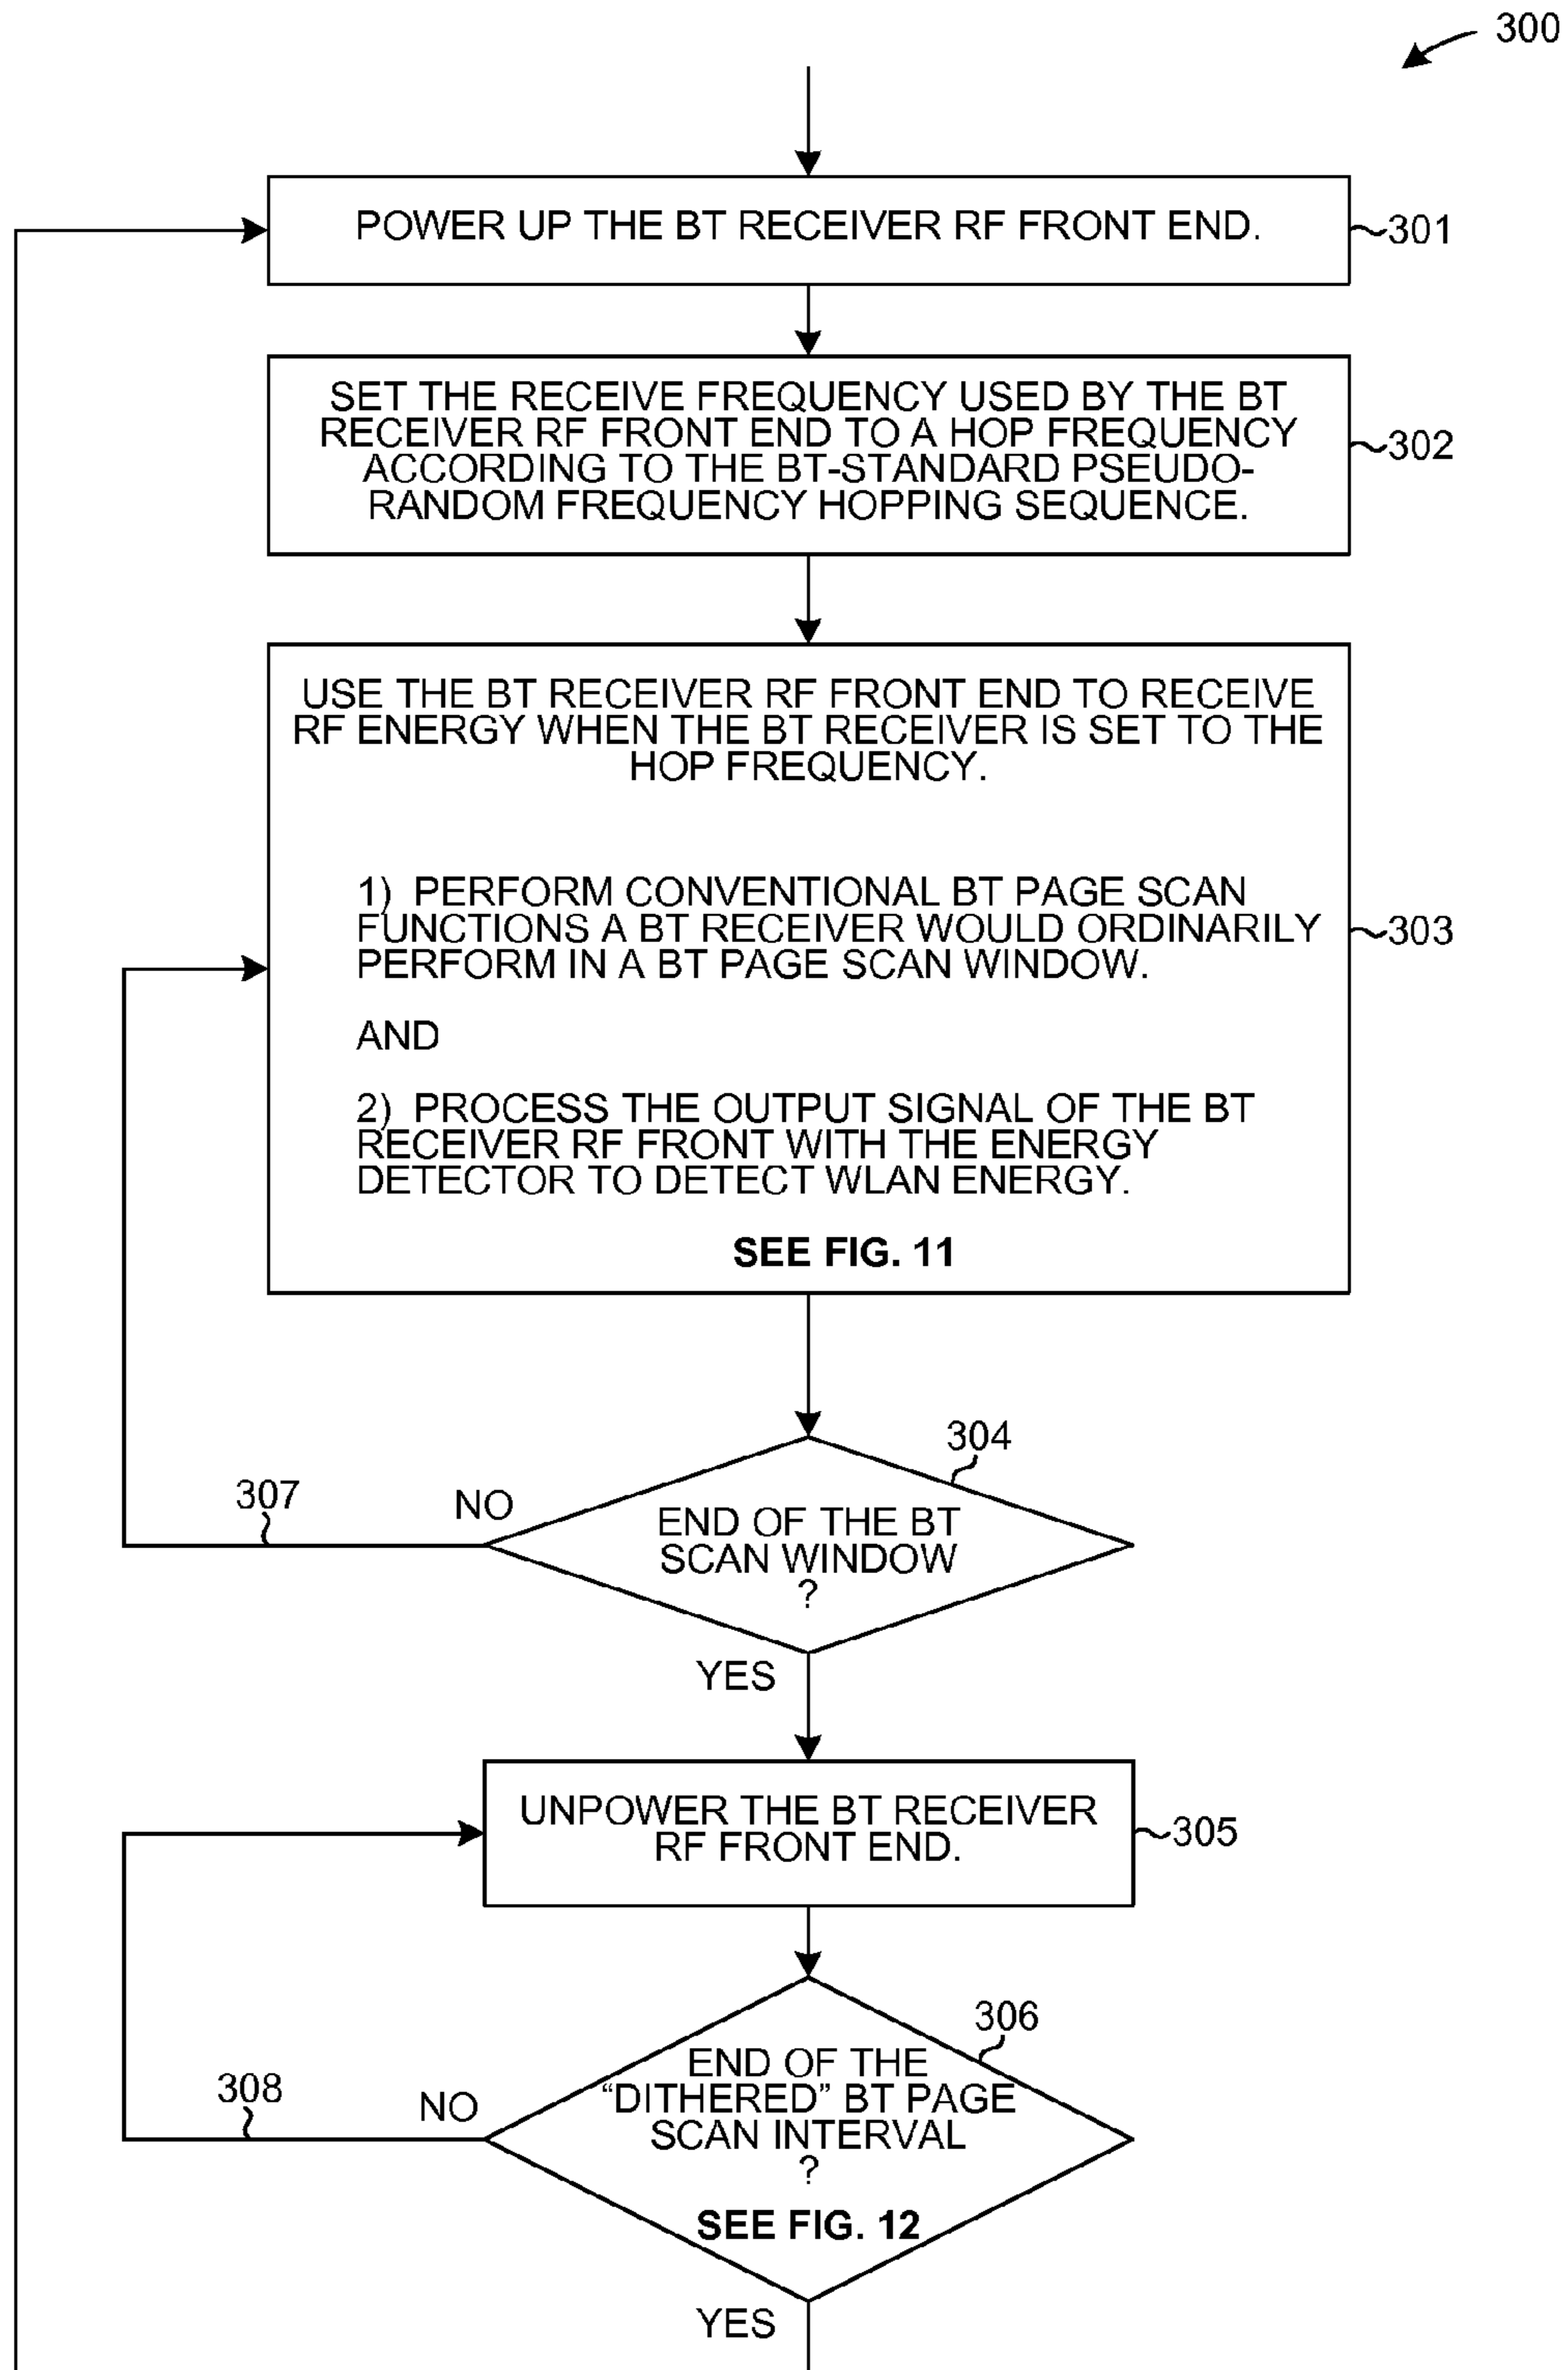 300
POWER UP THE BT RECEIVER RF FRONT END.
301
SET THE RECEIVE FREQUENCY USED BY THE BT
RECEIVER RF FRONT END TO A HOP FREQUENCY
ACCORDING TO THE BT-STANDARD PSEUDO-
RANDOM FREQUENCY HOPPING SEQUENCE.
302
USE THE BT RECEIVER RF FRONT END TO RECEIVE
RF ENERGY WHEN THE BT RECEIVER IS SET TO THE
HOP FREQUENCY.
1) PERFORM CONVENTIONAL BT PAGE SCAN
FUNCTIONS A BT RECEIVER WOULD ORDINARILY
PERFORM IN A BT PAGE SCAN WINDOW.
AND
2) PROCESS THE OUTPUT SIGNAL OF THE BT
RECEIVER RF FRONT WITH THE ENERGY
DETECTOR TO DETECT WLAN ENERGY.
SEE FIG. 11
303
304
307
NO
END OF THE BT
SCAN WINDOW
?
YES
UNPOWER THE BT RECEIVER
RF FRONT END.
305
306
308
NO
END OF THE
“DITHERED” BT PAGE
SCAN INTERVAL
?
SEE FIG. 12
YES